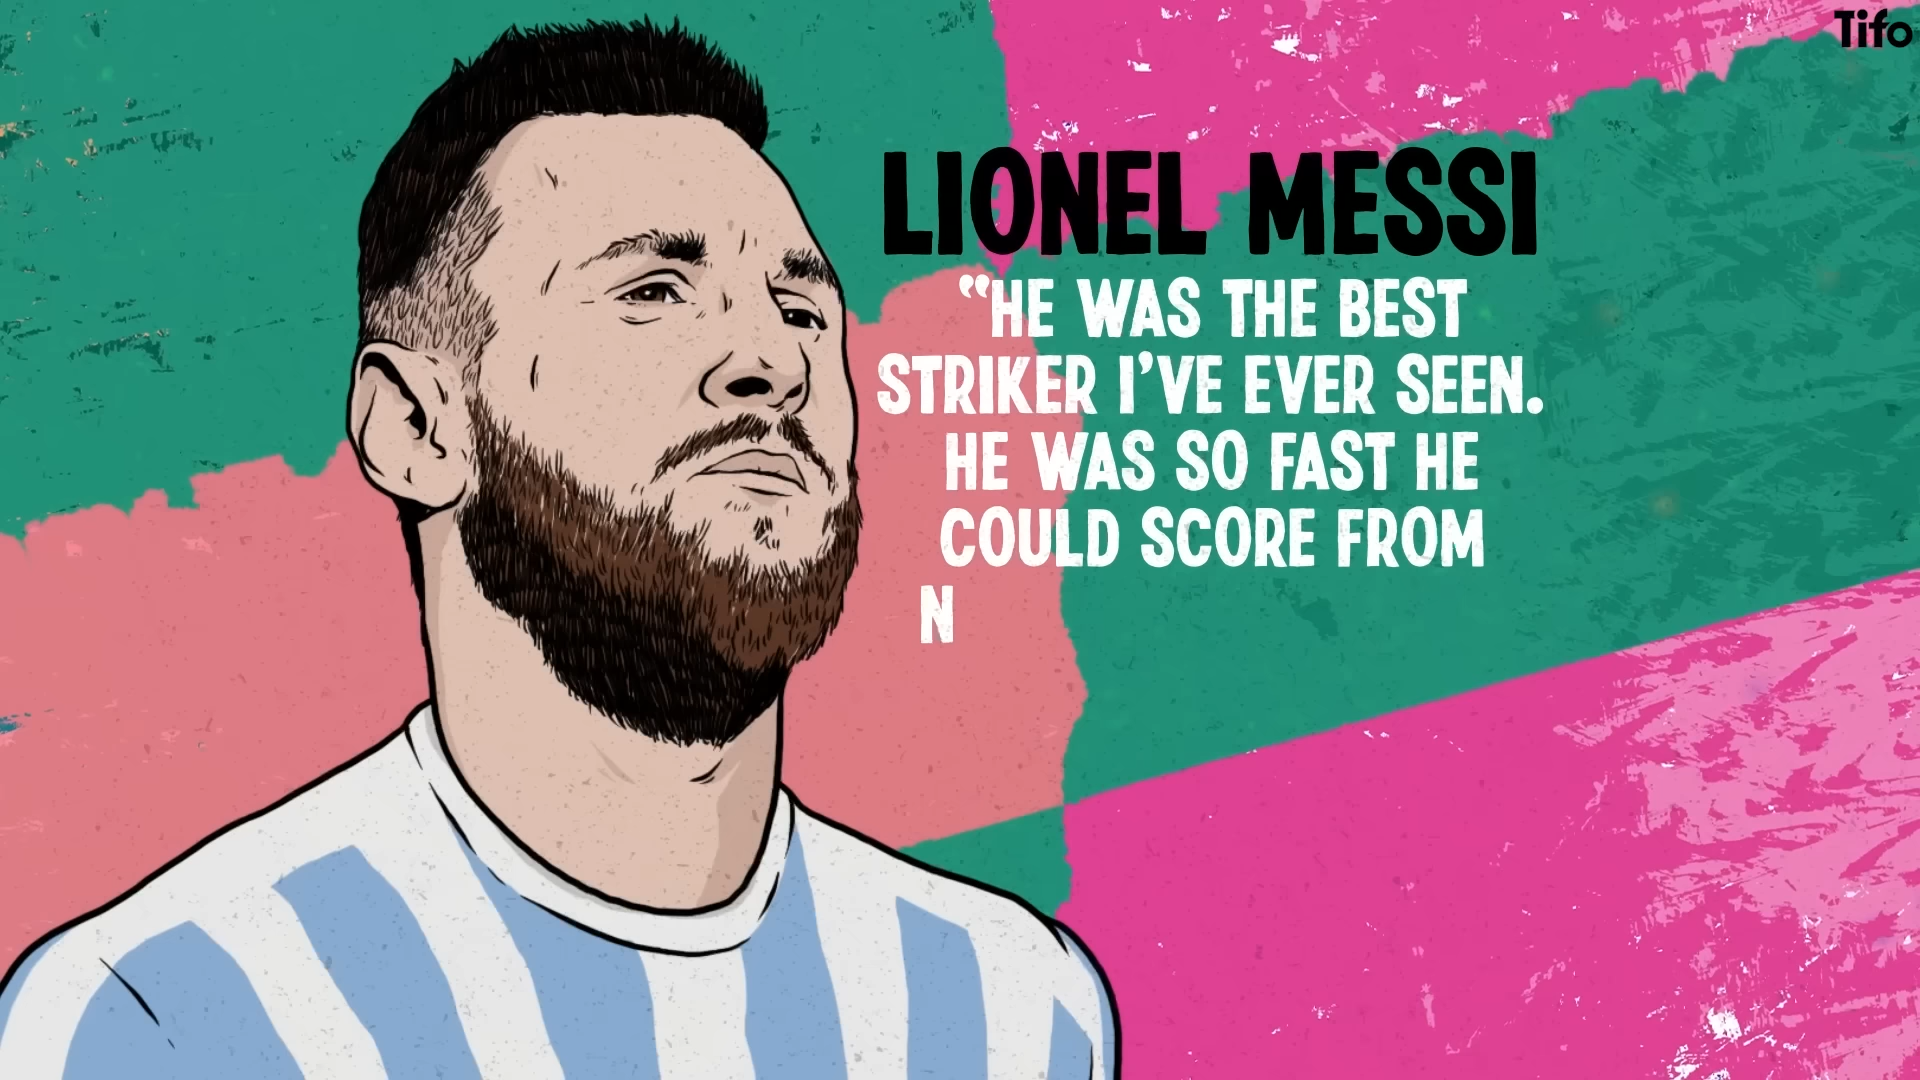 Tifo
LIONEL MESSI
“HE WAS THE BEST
STRIKER I’VE EVER SEEN.
HE WAS SO FAST HE
COULD SCORE FROM
N